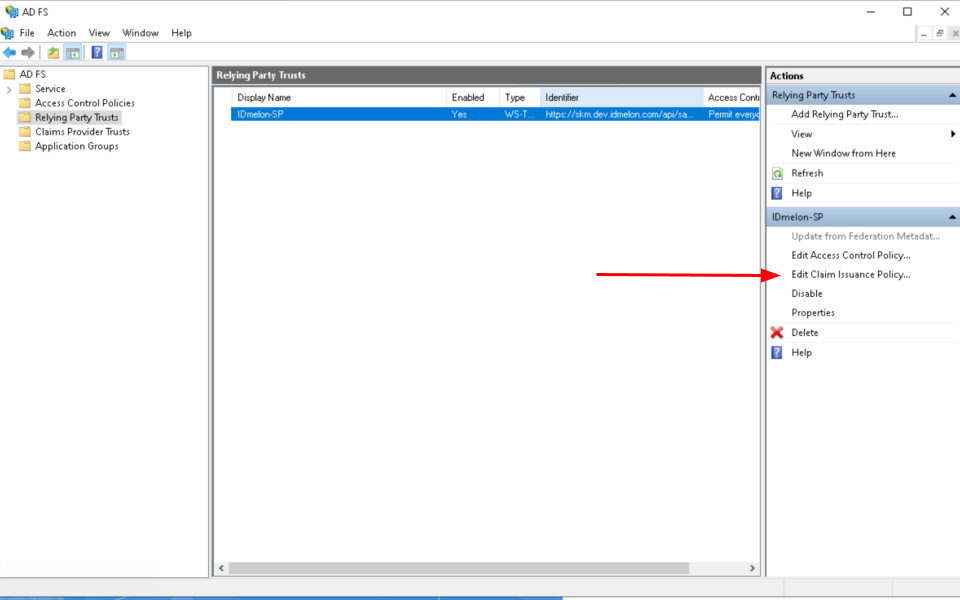 AD FS
File Action View Window Help
AD FS
Service
Access Control Policies
Relying Party Trusts
Claims Provider Trusts
Application Groups
Relying Party Trusts
Display Name Enabled Type Identifier Access Conti
IDmelon-SP Yes WS-T... https://skm.dev.idmelon.com/api/sa... Permit everyc
Actions
Relying Party Trusts
Add Relying Party Trust...
View
New Window from Here
Refresh
Help
IDmelon-SP
Update from Federation Metadat...
Edit Access Control Policy...
Edit Claim Issuance Policy...
Disable
Properties
Delete
Help